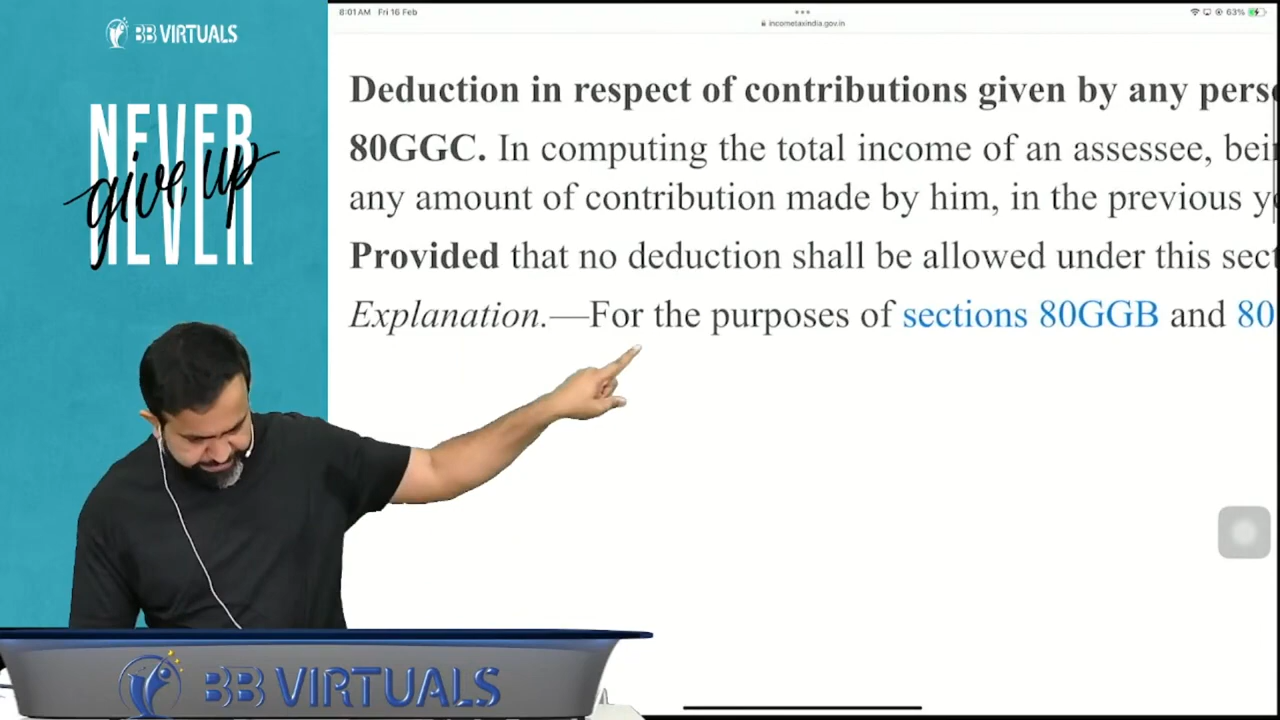 BB VIRTUALS
NEVER
give up
NEVER
8:01 AM Fri 16 Feb
incometaxindia.gov.in
63%
Deduction in respect of contributions given by any pers
80GGC. In computing the total income of an assessee, bei
any amount of contribution made by him, in the previous y
Provided that no deduction shall be allowed under this sec
Explanation.—For the purposes of sections 80GGB and 80
BB VIRTUALS